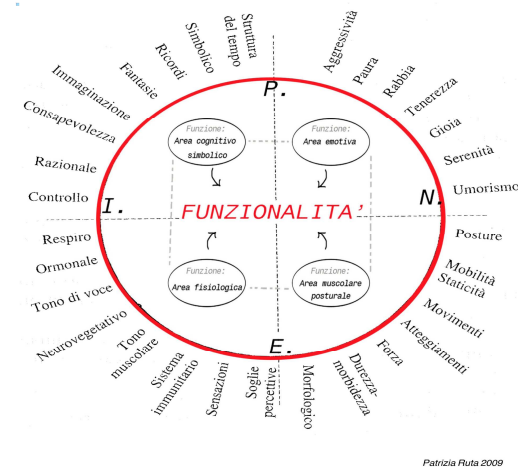 Struttura
del tempo
Simbolico
Ricordi
Fantasie
Immaginazione
Consapevolezza
Razionale
Controllo
Respiro
Ormonale
Tono di voce
Neurovegetativo
Tono
muscolare
Sistema
immunitario
Sensazioni
Soglie
percettive
Morfologico
Durezza-
morbidezza
Forza
Atteggiamenti
Movimenti
Mobilità
Staticità
Posture
Umorismo
Serenità
Gioia
Tenerezza
Rabbia
Paura
Aggressività
P.
N.
E.
I.
Funzione:
Area cognitivo
simbolico
Funzione:
Area emotiva
FUNZIONALITA'
Funzione:
Area fisiologica
Funzione:
Area muscolare
posturale
Patrizia Ruta 2009